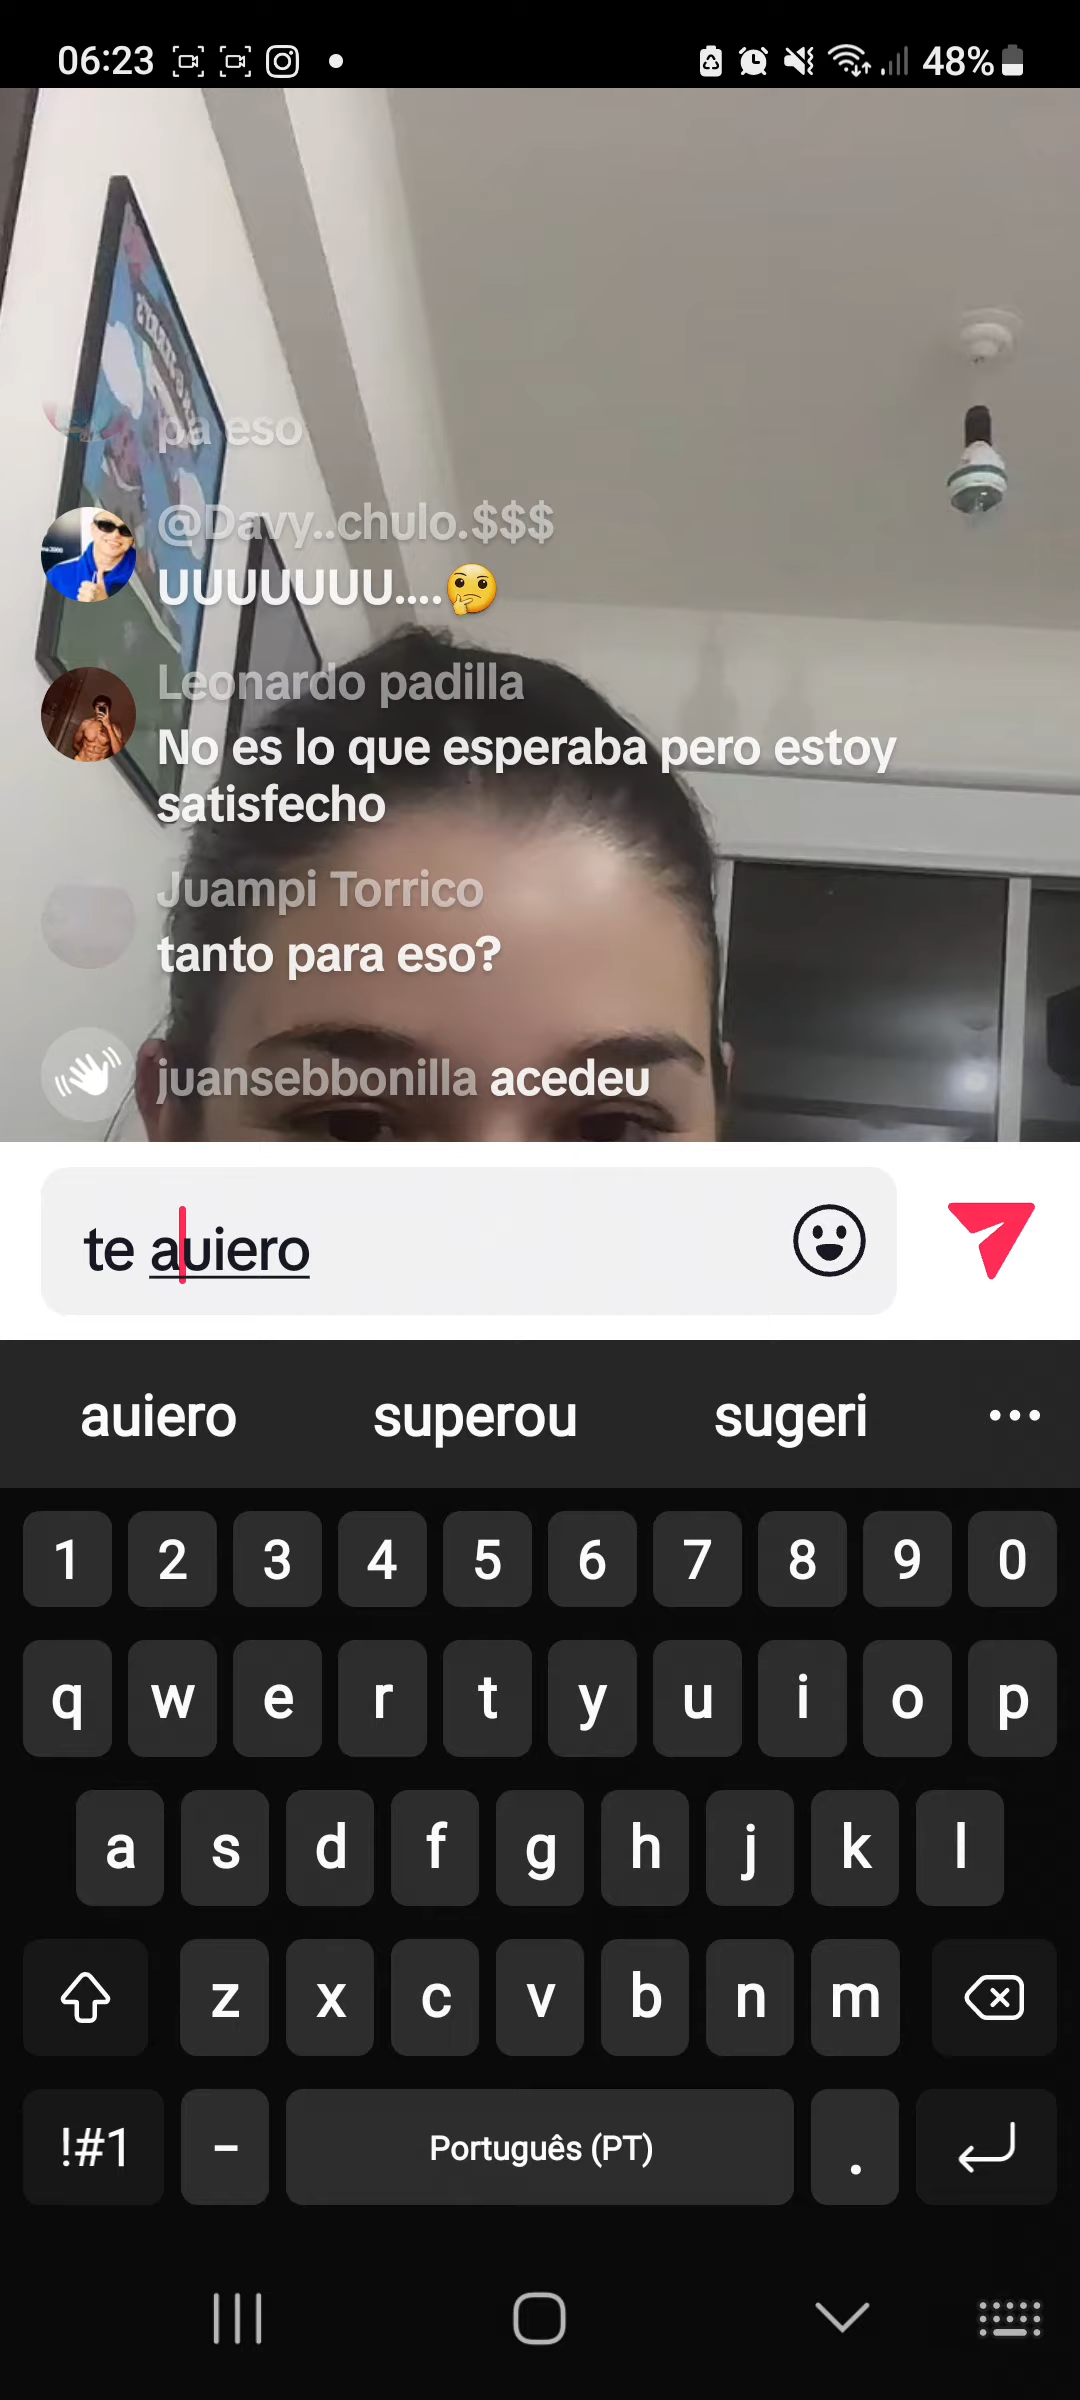 06:23
48%
pa eso
@Davy..chulo.$$$
UUUUUUU....🤔
Leonardo padilla
No es lo que esperaba pero estoy
satisfecho
Juampi Torrico
tanto para eso?
juansebbonilla acedeu
te auiero
auiero superou sugeri
1 2 3 4 5 6 7 8 9 0
q w e r t y u i o p
a s d f g h j k l
z x c v b n m
!#1 - Português (PT) .